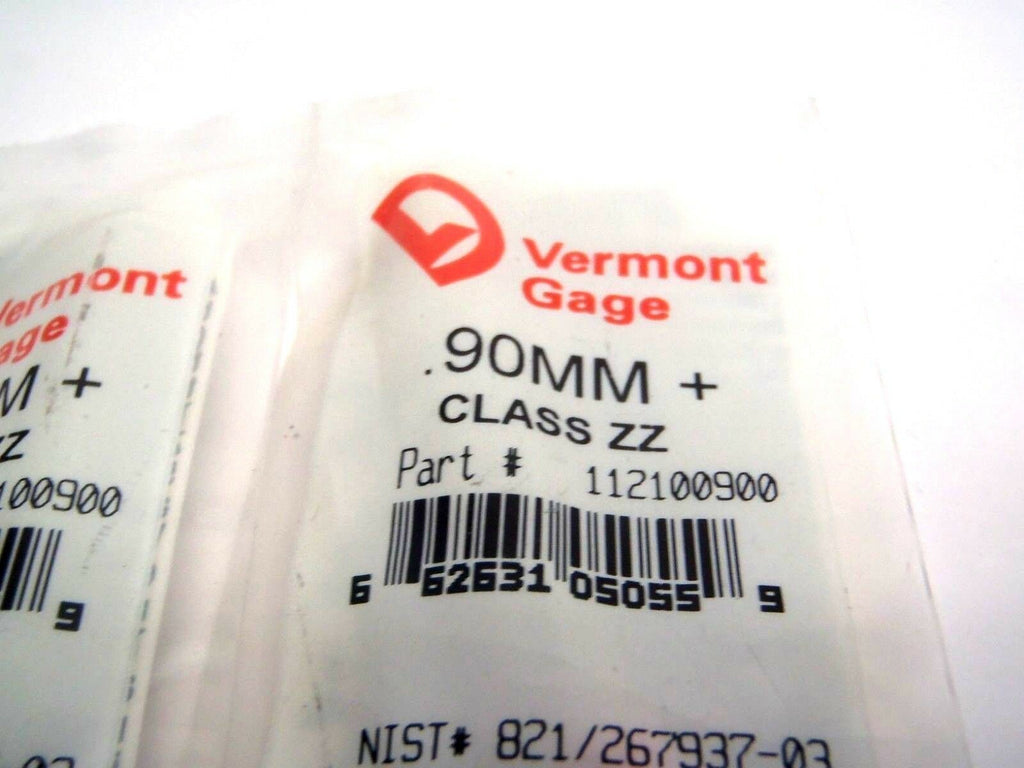 Vermont
Gage
.90MM +
CLASS ZZ
Part # 112100900
6 62631 05055 9
NIST# 821/267937-03
ermont
age
M +
ZZ
100900
9